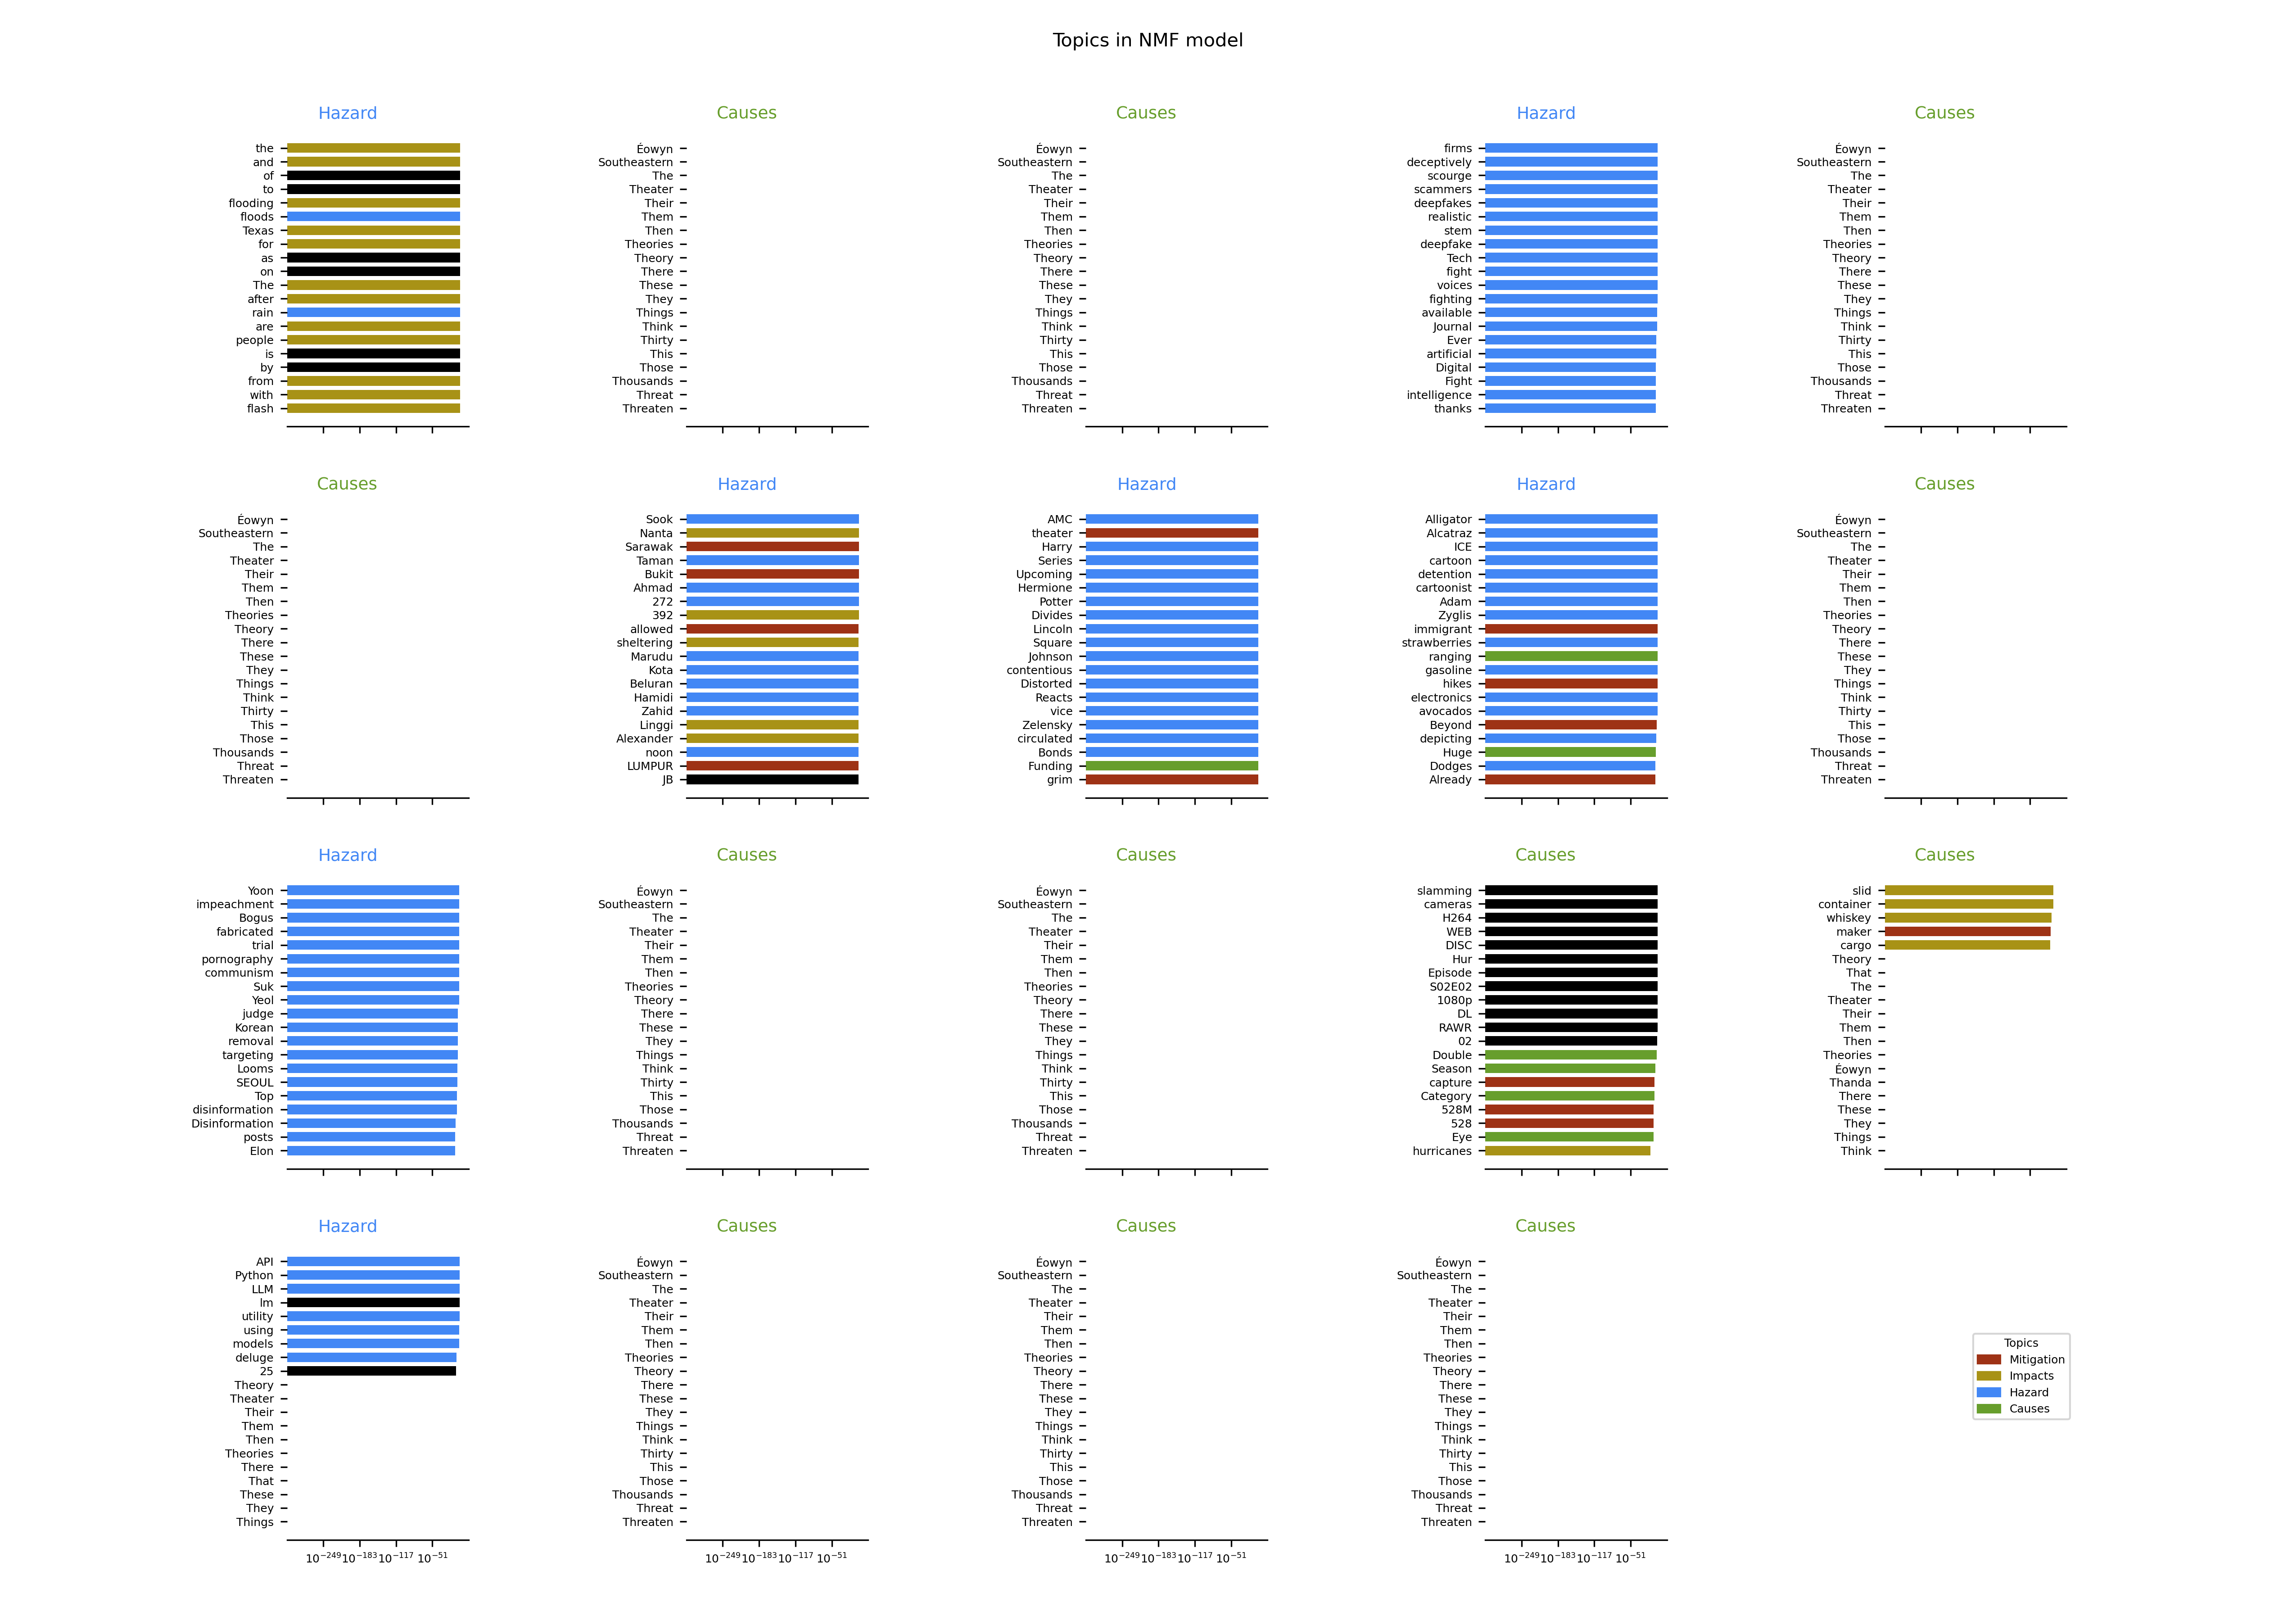 Topics in NMF model
Hazard
the
and
of
to
flooding
floods
Texas
for
as
on
The
after
rain
are
people
is
by
from
with
flash
Causes
Éowyn
Southeastern
The
Theater
Their
Them
Then
Theories
Theory
There
These
They
Things
Think
Thirty
This
Those
Thousands
Threat
Threaten
Causes
Éowyn
Southeastern
The
Theater
Their
Them
Then
Theories
Theory
There
These
They
Things
Think
Thirty
This
Those
Thousands
Threat
Threaten
Hazard
firms
deceptively
scourge
scammers
deepfakes
realistic
stem
deepfake
Tech
fight
voices
fighting
available
Journal
Ever
artificial
Digital
Fight
intelligence
thanks
Causes
Éowyn
Southeastern
The
Theater
Their
Them
Then
Theories
Theory
There
These
They
Things
Think
Thirty
This
Those
Thousands
Threat
Threaten
Causes
Éowyn
Southeastern
The
Theater
Their
Them
Then
Theories
Theory
There
These
They
Things
Think
Thirty
This
Those
Thousands
Threat
Threaten
Hazard
Sook
Nanta
Sarawak
Taman
Bukit
Ahmad
272
392
allowed
sheltering
Marudu
Kota
Beluran
Hamidi
Zahid
Linggi
Alexander
noon
LUMPUR
JB
Hazard
AMC
theater
Harry
Series
Upcoming
Hermione
Potter
Divides
Lincoln
Square
Johnson
contentious
Distorted
Reacts
vice
Zelensky
circulated
Bonds
Funding
grim
Hazard
Alligator
Alcatraz
ICE
cartoon
detention
cartoonist
Adam
Zyglis
immigrant
strawberries
ranging
gasoline
hikes
electronics
avocados
Beyond
depicting
Huge
Dodges
Already
Causes
Éowyn
Southeastern
The
Theater
Their
Them
Then
Theories
Theory
There
These
They
Things
Think
Thirty
This
Those
Thousands
Threat
Threaten
Hazard
Yoon
impeachment
Bogus
fabricated
trial
pornography
communism
Suk
Yeol
judge
Korean
removal
targeting
Looms
SEOUL
Top
disinformation
Disinformation
posts
Elon
Causes
Éowyn
Southeastern
The
Theater
Their
Them
Then
Theories
Theory
There
These
They
Things
Think
Thirty
This
Those
Thousands
Threat
Threaten
Causes
Éowyn
Southeastern
The
Theater
Their
Them
Then
Theories
Theory
There
These
They
Things
Think
Thirty
This
Those
Thousands
Threat
Threaten
Causes
slamming
cameras
H264
WEB
DISC
Hur
Episode
S02E02
1080p
DL
RAWR
02
Double
Season
capture
Category
528M
528
Eye
hurricanes
Causes
slid
container
whiskey
maker
cargo
Theory
That
The
Theater
Their
Them
Then
Theories
Éowyn
Thanda
There
These
They
Things
Think
Hazard
API
Python
LLM
lm
utility
using
models
deluge
25
Theory
Theater
Their
Them
Then
Theories
There
That
These
They
Things
10^-249 10^-183 10^-117 10^-51
Causes
Éowyn
Southeastern
The
Theater
Their
Them
Then
Theories
Theory
There
These
They
Things
Think
Thirty
This
Those
Thousands
Threat
Threaten
10^-249 10^-183 10^-117 10^-51
Causes
Éowyn
Southeastern
The
Theater
Their
Them
Then
Theories
Theory
There
These
They
Things
Think
Thirty
This
Those
Thousands
Threat
Threaten
10^-249 10^-183 10^-117 10^-51
Causes
Éowyn
Southeastern
The
Theater
Their
Them
Then
Theories
Theory
There
These
They
Things
Think
Thirty
This
Those
Thousands
Threat
Threaten
10^-249 10^-183 10^-117 10^-51
Topics
Mitigation
Impacts
Hazard
Causes